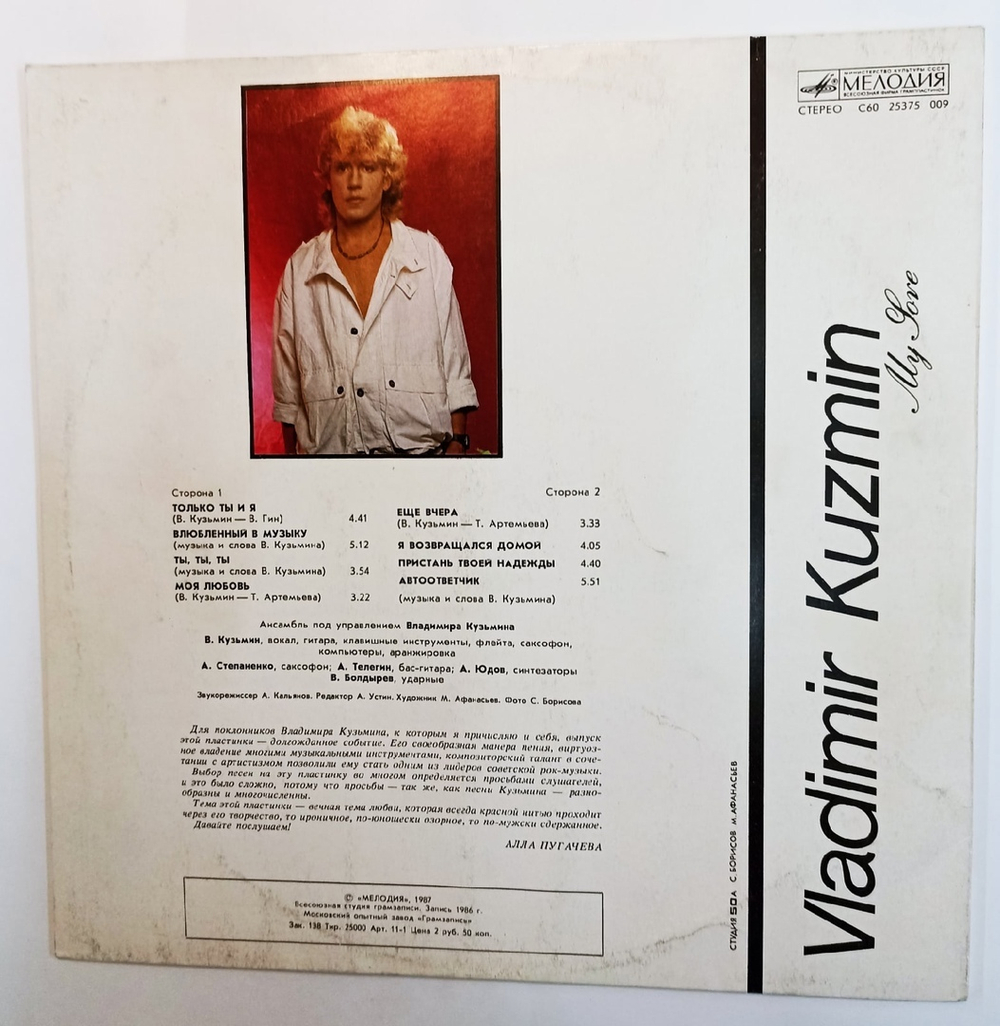 МИНИСТЕРСТВО КУЛЬТУРЫ СССР
МЕЛОДИЯ
ВСЕСОЮЗНАЯ ФИРМА ГРАМПЛАСТИНОК
СТЕРЕО С60 25375 009
Vladimir Kuzmin
My Love
Сторона 1
ТОЛЬКО ТЫ И Я
(В. Кузьмин — В. Гин) 4.41
ВЛЮБЛЕННЫЙ В МУЗЫКУ
(музыка и слова В. Кузьмина) 5.12
ТЫ, ТЫ, ТЫ
(музыка и слова В. Кузьмина) 3.54
МОЯ ЛЮБОВЬ
(В. Кузьмин — Т. Артемьева) 3.22
Сторона 2
ЕЩЕ ВЧЕРА
(В. Кузьмин — Т. Артемьева) 3.33
Я ВОЗВРАЩАЛСЯ ДОМОЙ 4.05
ПРИСТАНЬ ТВОЕЙ НАДЕЖДЫ 4.40
АВТООТВЕТЧИК 5.51
(музыка и слова В. Кузьмина)
Ансамбль под управлением Владимира Кузьмина
В. Кузьмин, вокал, гитара, клавишные инструменты, флейта, саксофон,
компьютеры, аранжировка
А. Степаненко, саксофон; А. Телегин, бас-гитара; А. Юдов, синтезаторы
В. Болдырев, ударные
Звукорежиссер А. Кальянов. Редактор А. Устин. Художник М. Афанасьев. Фото С. Борисова
Для поклонников Владимира Кузьмина, к которым я причисляю и себя, выпуск
этой пластинки — долгожданное событие. Его своеобразная манера пения, виртуоз-
ное владение многими музыкальными инструментами, композиторский талант в соче-
тании с артистизмом позволили ему стать одним из лидеров советской рок-музыки.
Выбор песен на эту пластинку во многом определяется просьбами слушателей,
и это было сложно, потому что просьбы — так же, как песни Кузьмина — разно-
образны и многочисленны.
Тема этой пластинки — вечная тема любви, которая всегда красной нитью проходит
через его творчество, то ироничное, по-юношески озорное, то по-мужски сдержанное.
Давайте послушаем!
АЛЛА ПУГАЧЕВА
© «МЕЛОДИЯ», 1987
Всесоюзная студия грамзаписи. Запись 1986 г.
Московский опытный завод «Грамзапись»
Зак. 138 Тир. 25000 Арт. 11-1 Цена 2 руб. 50 коп.
СТУДИЯ 50А С. БОРИСОВ М. АФАНАСЬЕВ